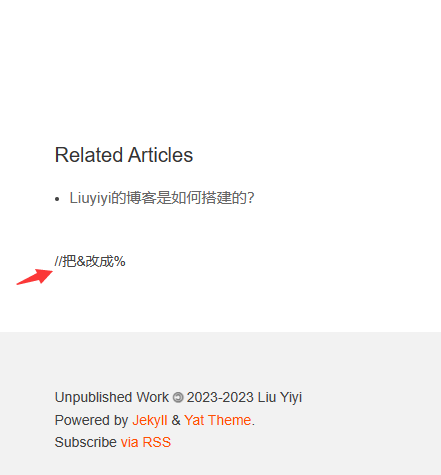 Related Articles
Liuyiyi的博客是如何搭建的?
//把&改成%
Unpublished Work 2023-2023 Liu Yiyi
Powered by Jekyll & Yat Theme.
Subscribe via RSS